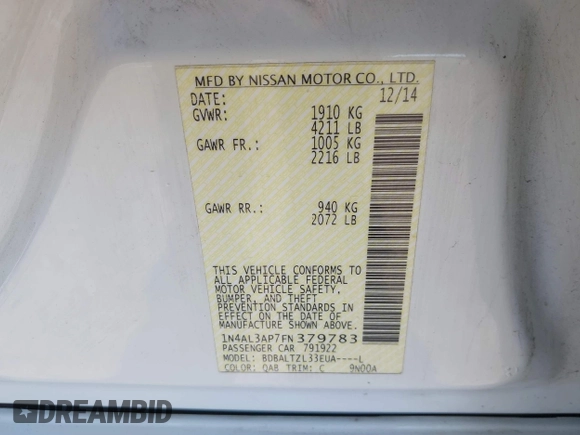 MFD BY NISSAN MOTOR CO., LTD.
DATE: 12/14
GVWR: 1910 KG
4211 LB
GAWR FR.: 1005 KG
2216 LB
GAWR RR.: 940 KG
2072 LB
THIS VEHICLE CONFORMS TO
ALL APPLICABLE FEDERAL
MOTOR VEHICLE SAFETY,
BUMPER, AND THEFT
PREVENTION STANDARDS IN
EFFECT ON THE DATE OF
MANUFACTURE SHOWN ABOVE.
1N4AL3AP7FN379783
PASSENGER CAR 791922
MODEL: BDBALTZL33EUA----L
COLOR: QAB TRIM: C 9N00A
DREAMBID